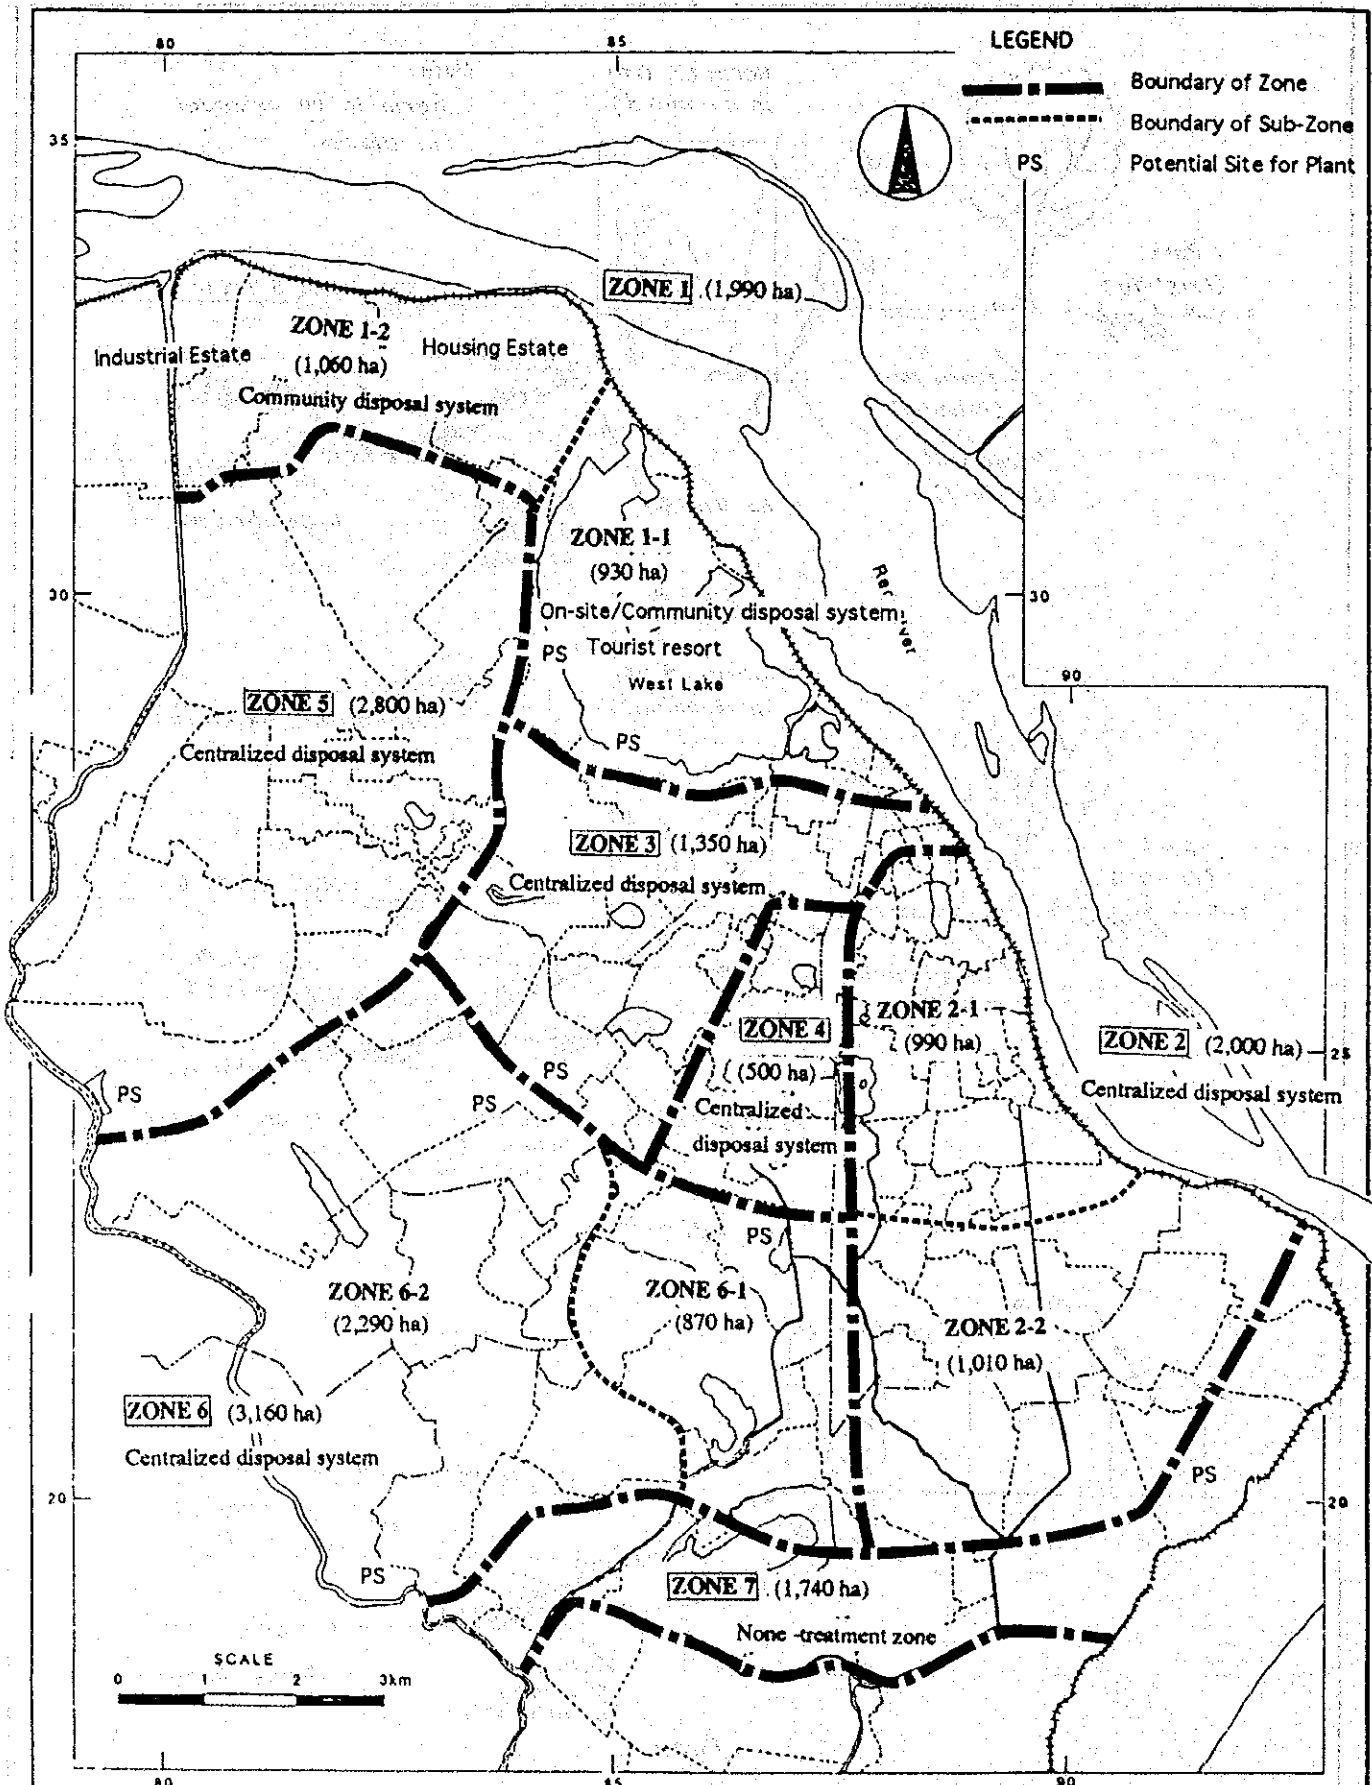 80
85
LEGEND
Boundary of Zone
Boundary of Sub-Zone
PS
Potential Site for Plant
35
ZONE 1 (1,990 ha)
ZONE 1-2
(1,060 ha)
Industrial Estate
Housing Estate
Community disposal system
ZONE 1-1
(930 ha)
30
30
On-site/Community disposal system
PS
Tourist resort
West Lake
90
ZONE 5 (2,800 ha)
Centralized disposal system
PS
ZONE 3 (1,350 ha)
Centralized disposal system
ZONE 2-1
(990 ha)
ZONE 4
(500 ha)
Centralized
disposal system
ZONE 2 (2,000 ha)
25
Centralized disposal system
PS
PS
PS
PS
ZONE 6-2
(2,290 ha)
ZONE 6-1
(870 ha)
ZONE 2-2
(1,010 ha)
ZONE 6 (3,160 ha)
Centralized disposal system
PS
20
20
PS
ZONE 7 (1,740 ha)
None -treatment zone
SCALE
0 1 2 3km
80
85
90